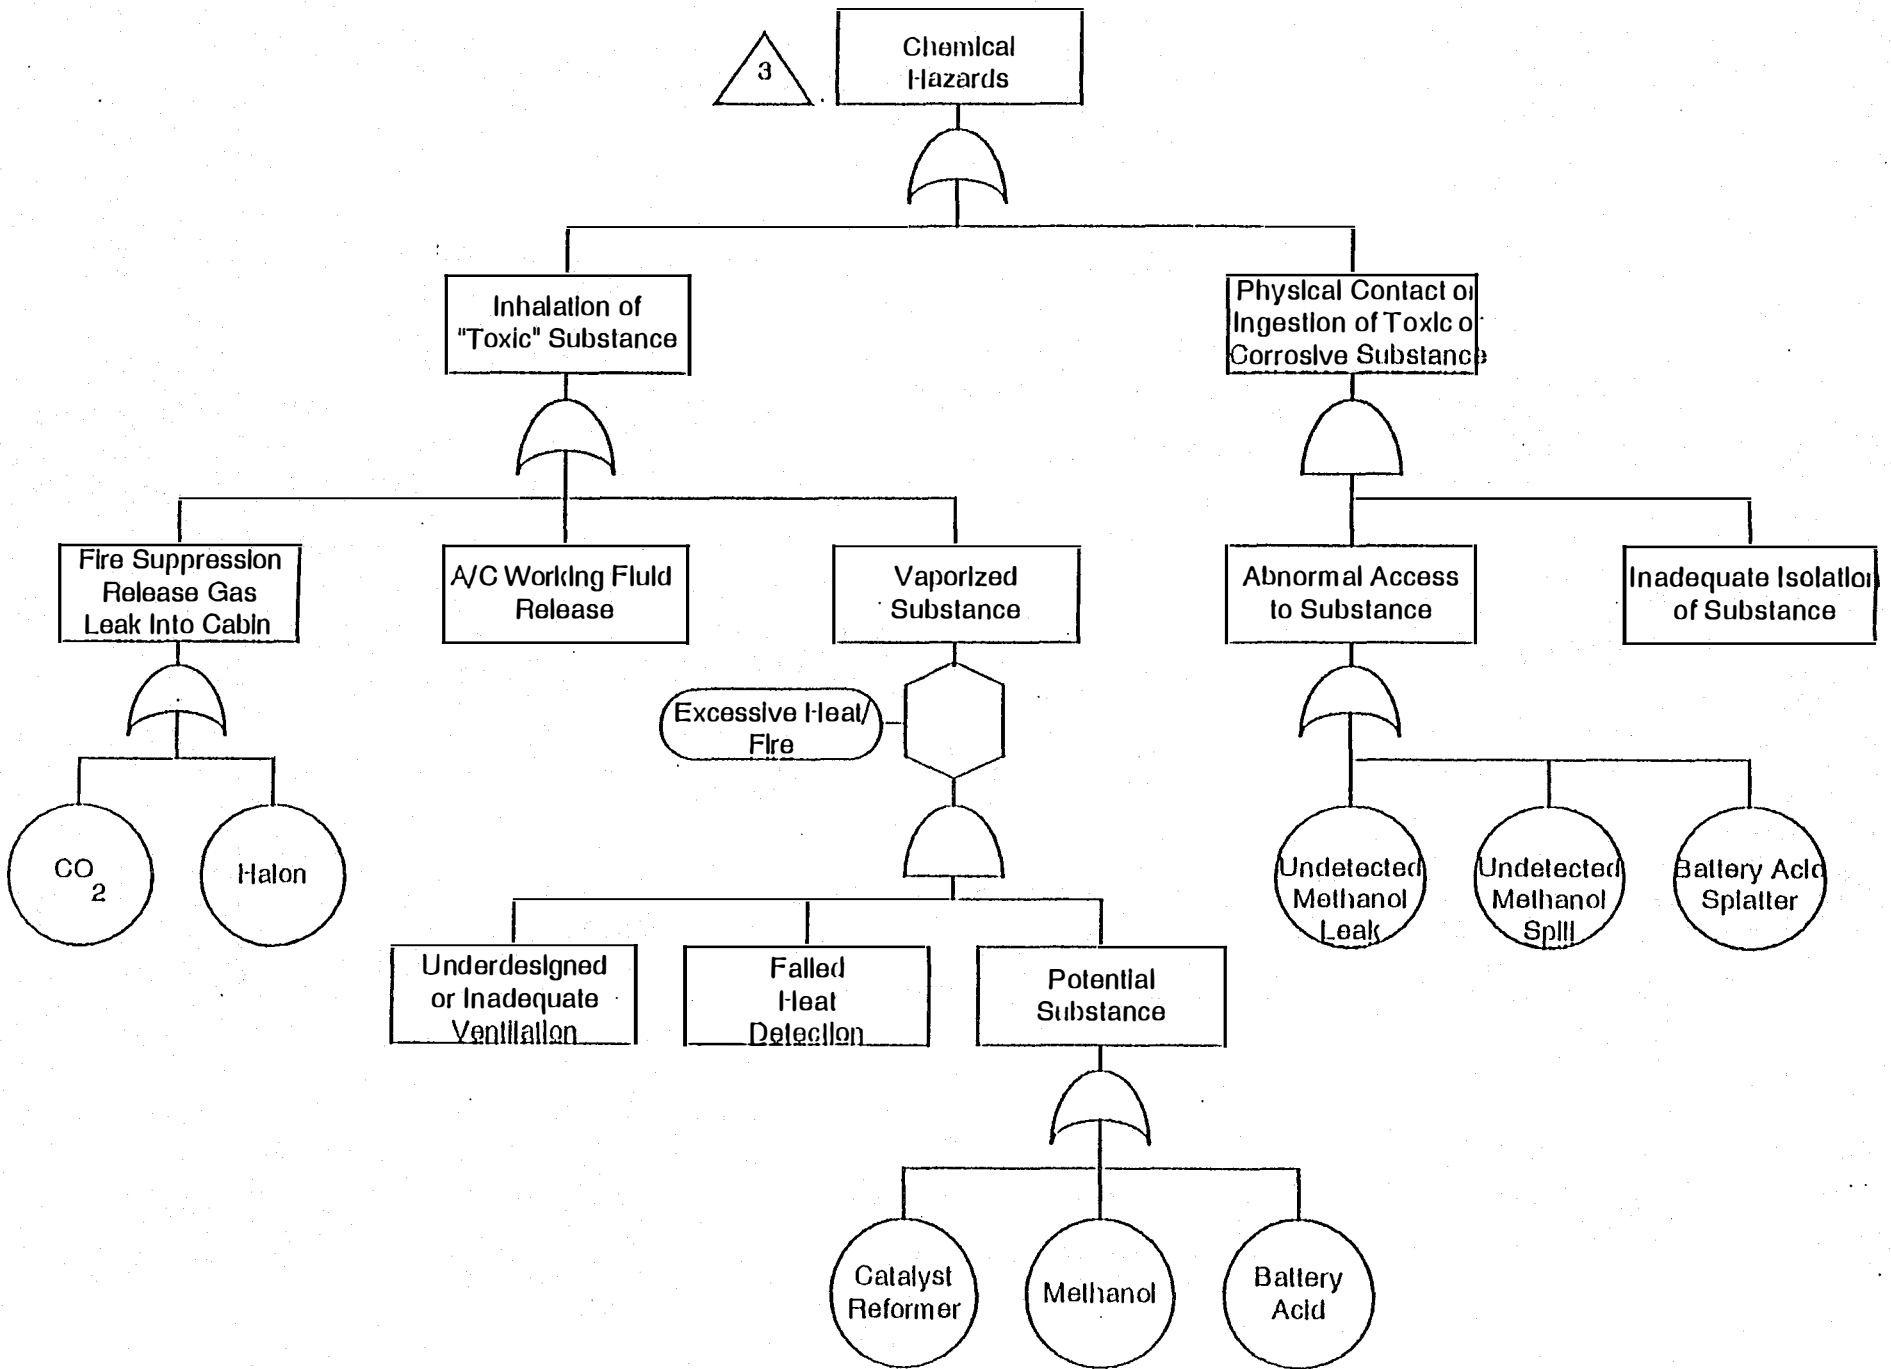 3
Chemical
Hazards
Inhalation of
"Toxic" Substance
Physical Contact or
Ingestion of Toxic o
Corrosive Substance
Fire Suppression
Release Gas
Leak Into Cabin
A/C Working Fluid
Release
Vaporized
Substance
Abnormal Access
to Substance
Inadequate Isolation
of Substance
Excessive Heat/
Fire
CO
2
Halon
Undetected
Methanol
Leak
Undetected
Methanol
Spill
Battery Acid
Splatter
Underdesigned
or Inadequate
Ventilation
Failed
Heat
Detection
Potential
Substance
Catalyst
Reformer
Methanol
Battery
Acid